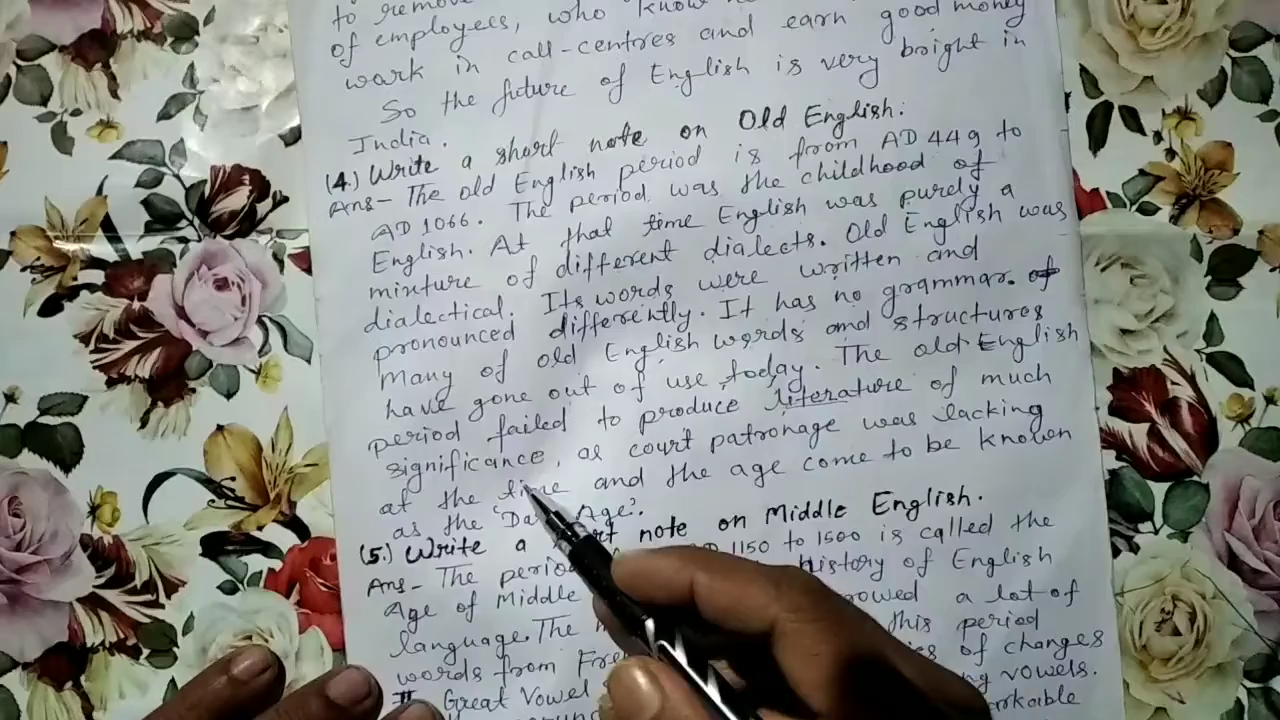 to remove
of employees, who know
work in call-centres and earn good money
So the future of English is very bright in
India.
(4.) Write a short note on Old English.
Ans- The old English period is from AD 449 to
AD 1066. The period was the childhood of
English. At that time English was purely a
mixture of different dialects. Old English was
dialectical. Its words were written and
pronounced differently. It has no grammar. of
Many of old English words and structures
have gone out of use today. The old English
period failed to produce literature of much
significance, as court patronage was lacking
at the time and the age come to be known
as the 'Da Age'.
(5.) Write a note on Middle English.
Ans- The 1150 to 1500 is called the
Age of Middle history of English
language. The a lot of
words from this period
Great Vowel of changes
vowels.